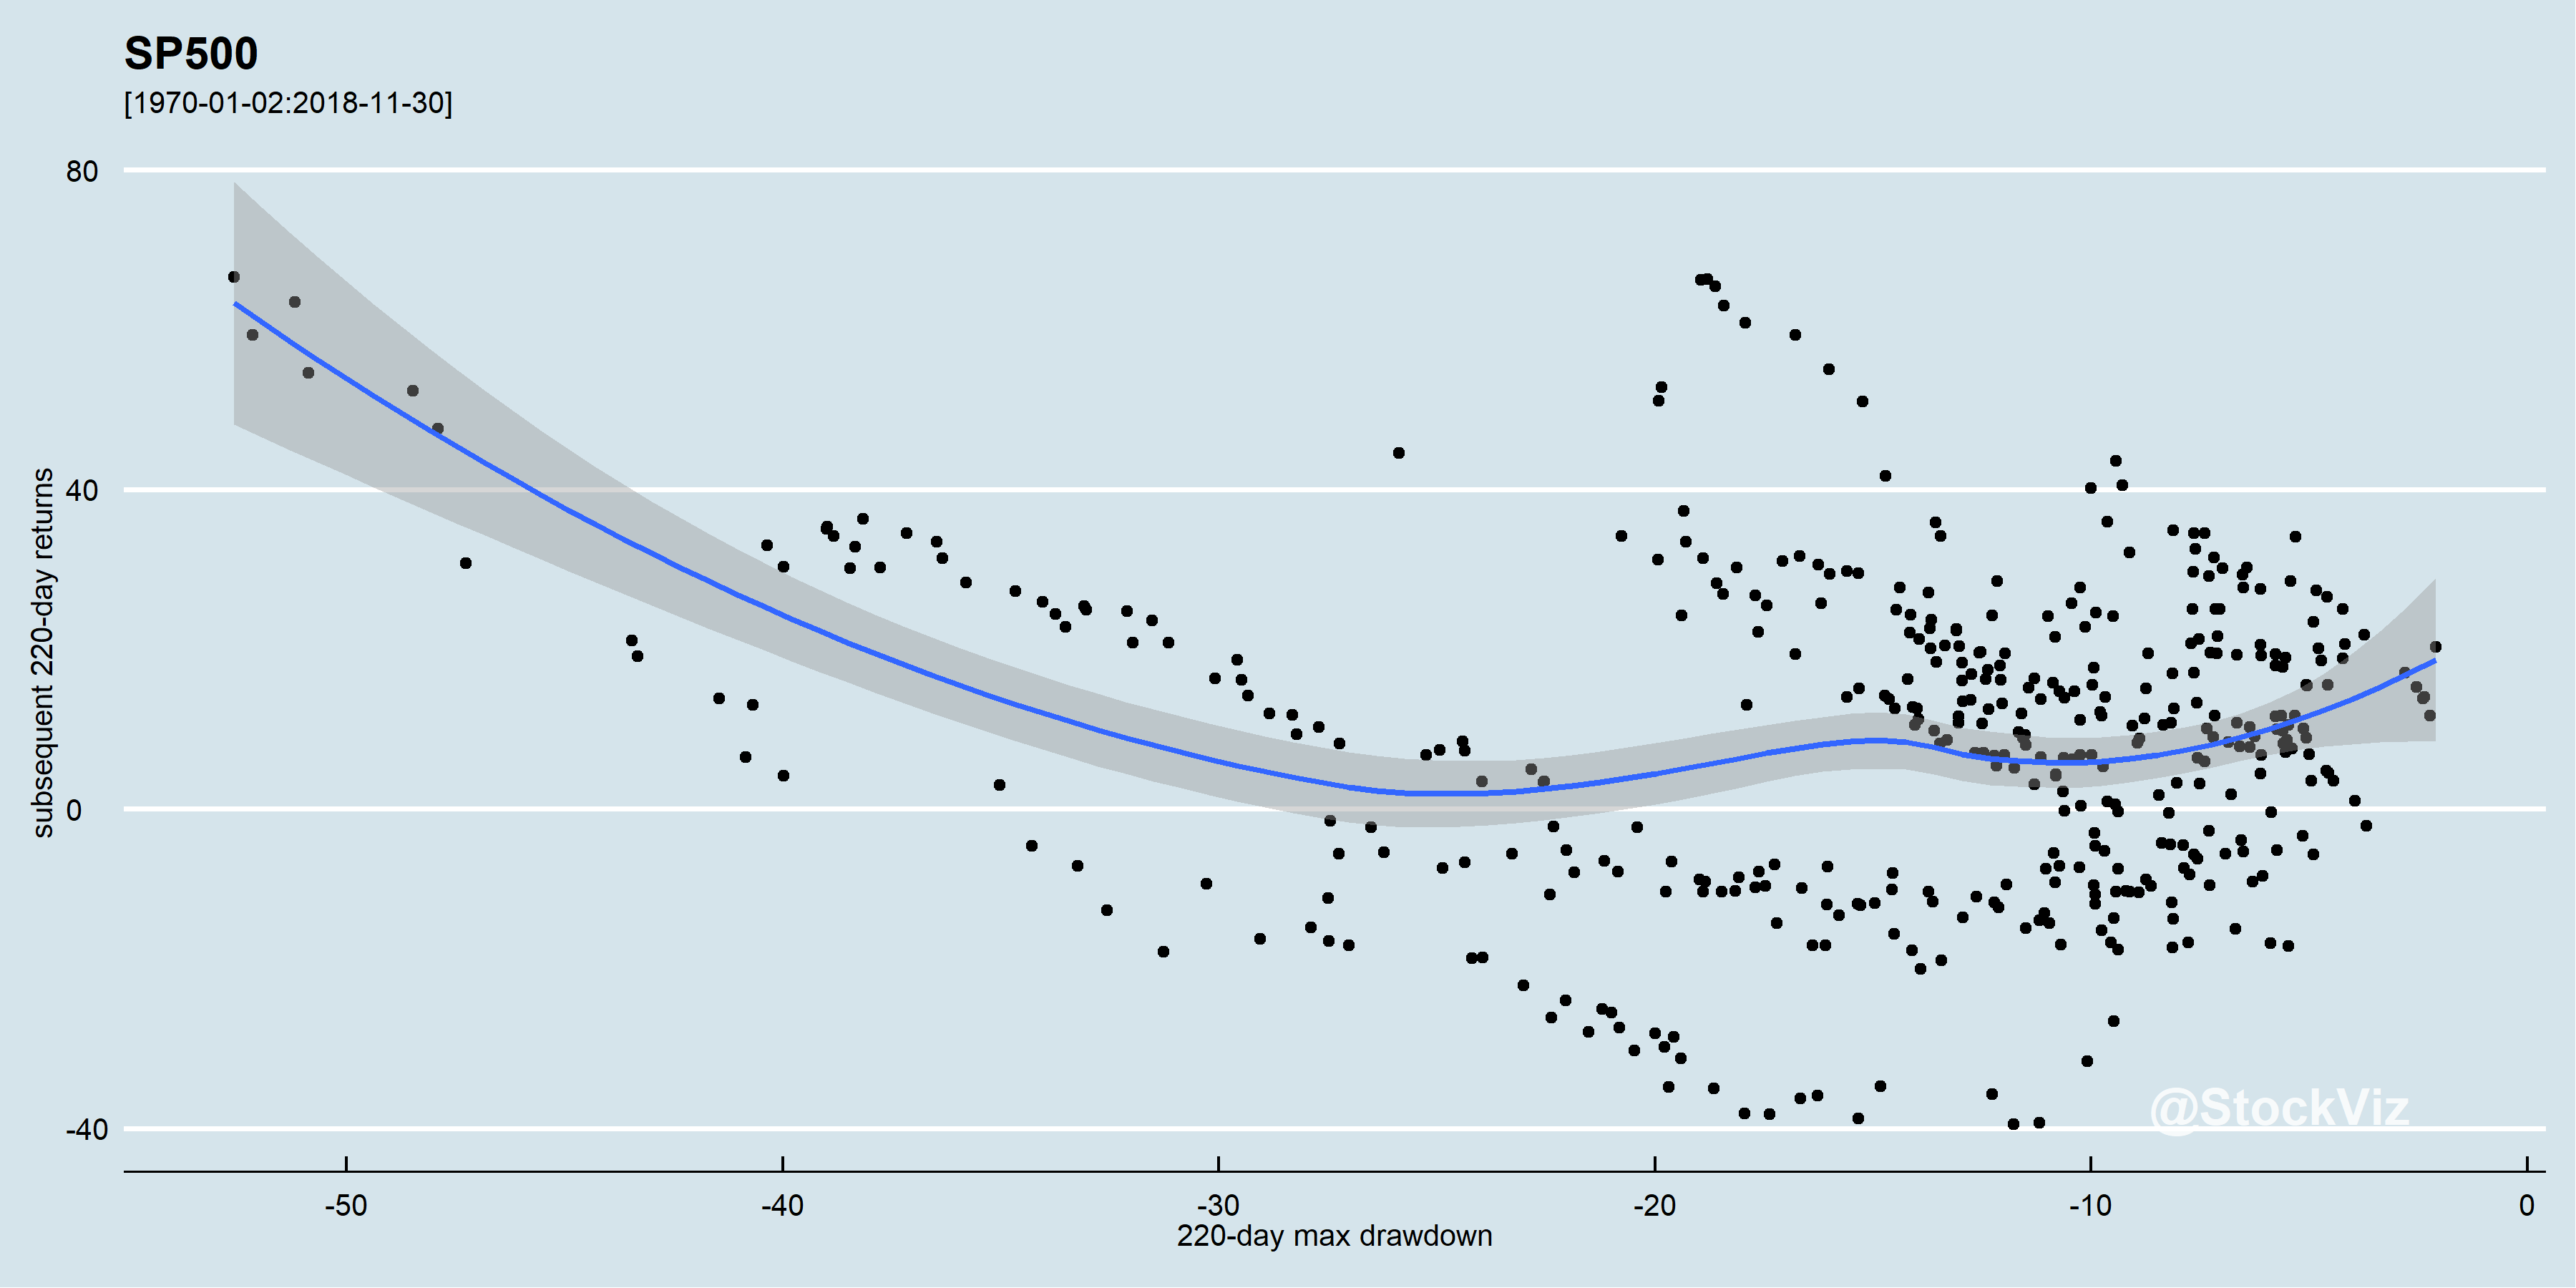 SP500
[1970-01-02:2018-11-30]
80
40
0
-40
subsequent 220-day returns
@StockViz
-50 -40 -30 -20 -10 0
220-day max drawdown